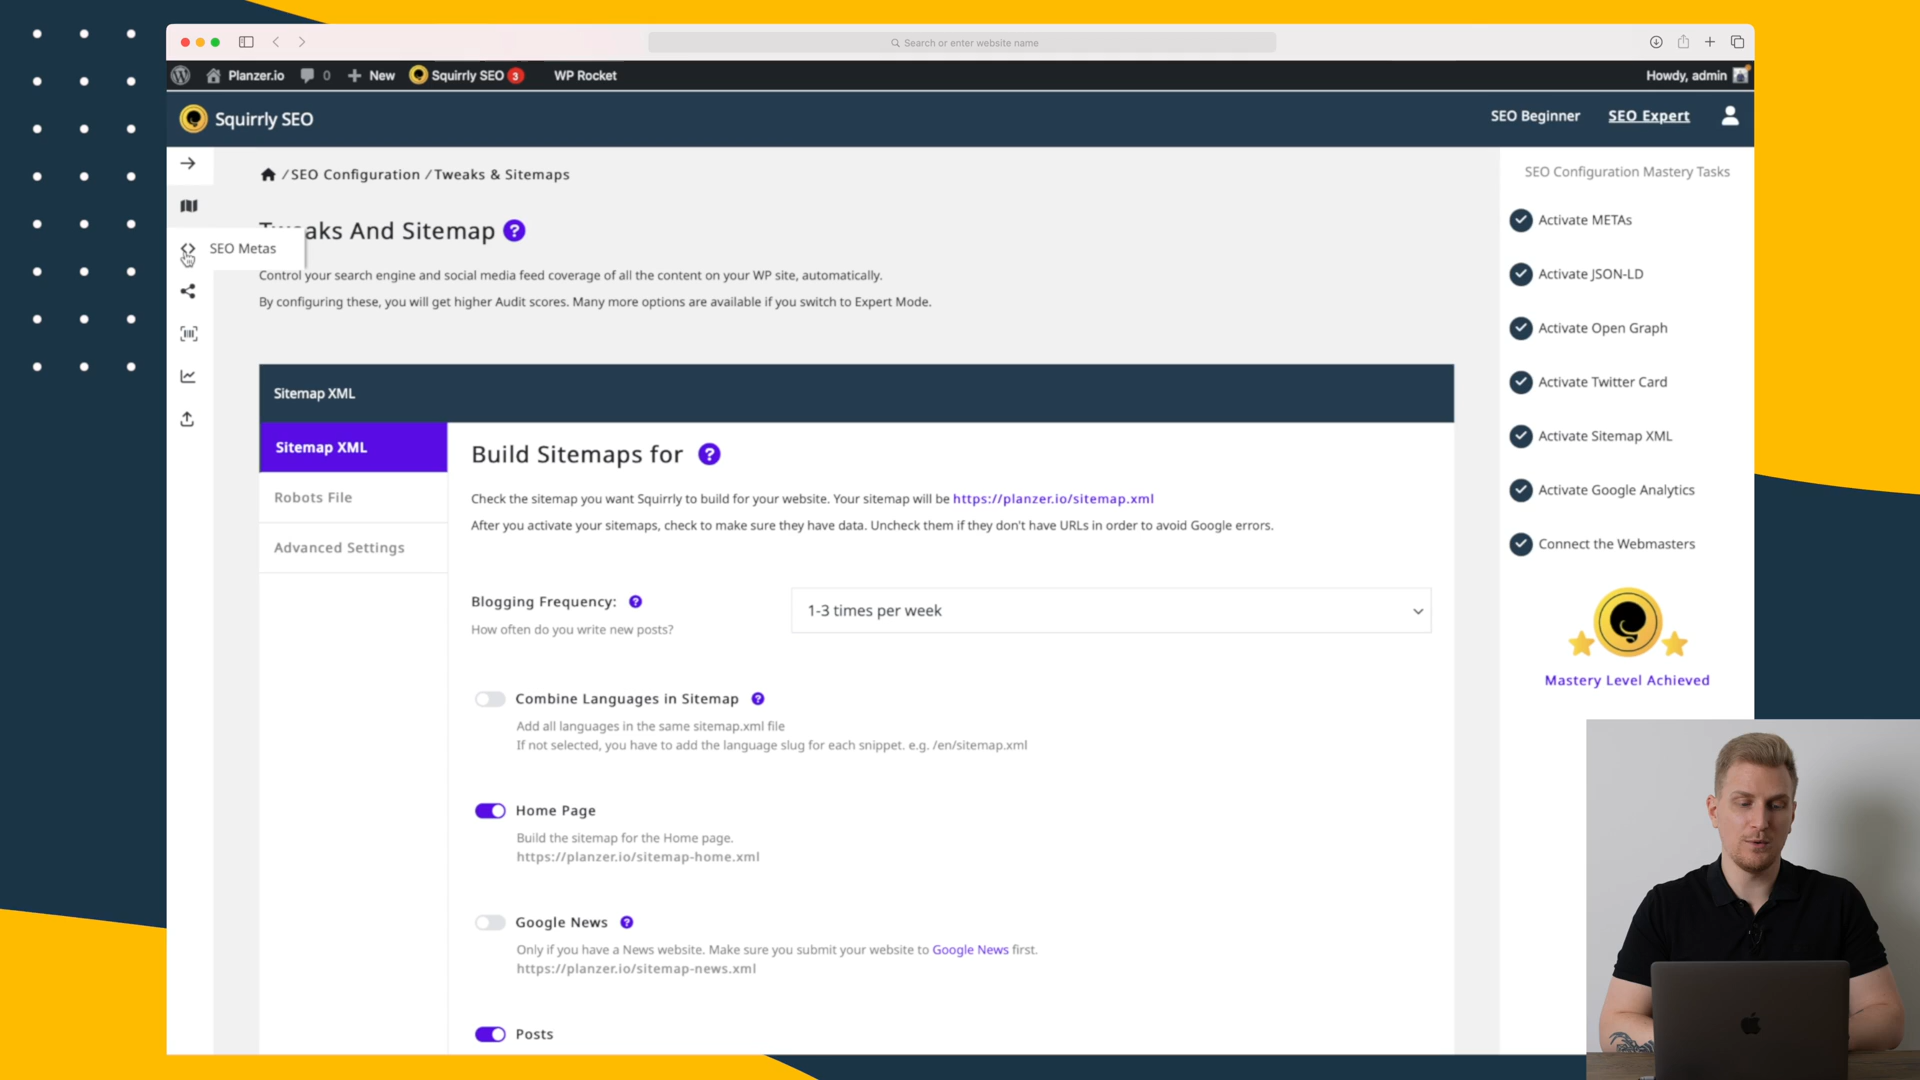 Search or enter website name
Planzer.io
0
New
Squirrly SEO 3
WP Rocket
Howdy, admin
Squirrly SEO
SEO Beginner
SEO Expert
/ SEO Configuration / Tweaks & Sitemaps
Tweaks And Sitemap ?
SEO Metas
Control your search engine and social media feed coverage of all the content on your WP site, automatically.
By configuring these, you will get higher Audit scores. Many more options are available if you switch to Expert Mode.
Sitemap XML
Sitemap XML
Robots File
Advanced Settings
Build Sitemaps for ?
Check the sitemap you want Squirrly to build for your website. Your sitemap will be https://planzer.io/sitemap.xml
After you activate your sitemaps, check to make sure they have data. Uncheck them if they don't have URLs in order to avoid Google errors.
Blogging Frequency: ?
How often do you write new posts?
1-3 times per week
Combine Languages in Sitemap ?
Add all languages in the same sitemap.xml file
If not selected, you have to add the language slug for each snippet. e.g. /en/sitemap.xml
Home Page
Build the sitemap for the Home page.
https://planzer.io/sitemap-home.xml
Google News ?
Only if you have a News website. Make sure you submit your website to Google News first.
https://planzer.io/sitemap-news.xml
Posts
SEO Configuration Mastery Tasks
Activate METAs
Activate JSON-LD
Activate Open Graph
Activate Twitter Card
Activate Sitemap XML
Activate Google Analytics
Connect the Webmasters
Mastery Level Achieved